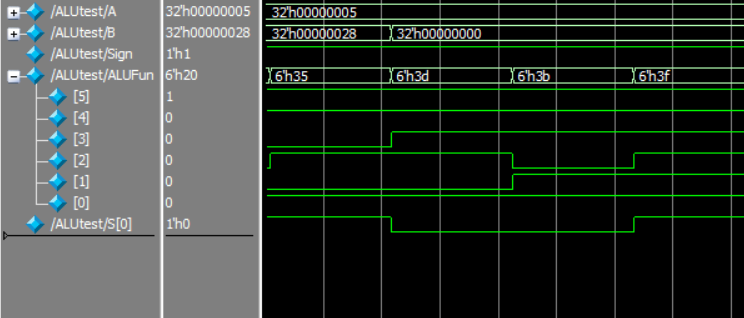 /ALUtest/A 32'h00000005 32'h00000005
/ALUtest/B 32'h00000028 32'h00000028 32'h00000000
/ALUtest/Sign 1'h1
/ALUtest/ALUFun 6'h20 6'h35 6'h3d 6'h3b 6'h3f
[5] 1
[4] 0
[3] 0
[2] 0
[1] 0
[0] 0
/ALUtest/S[0] 1'h0